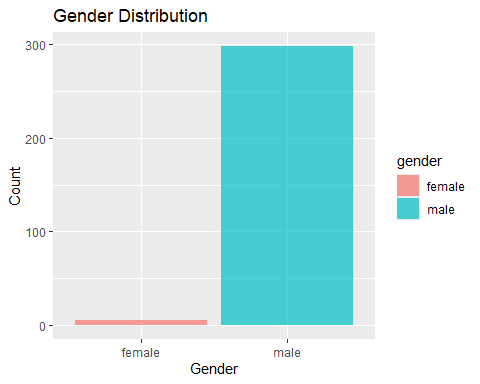 Gender Distribution
300
200
100
0
Count
female
male
Gender
gender
female
male